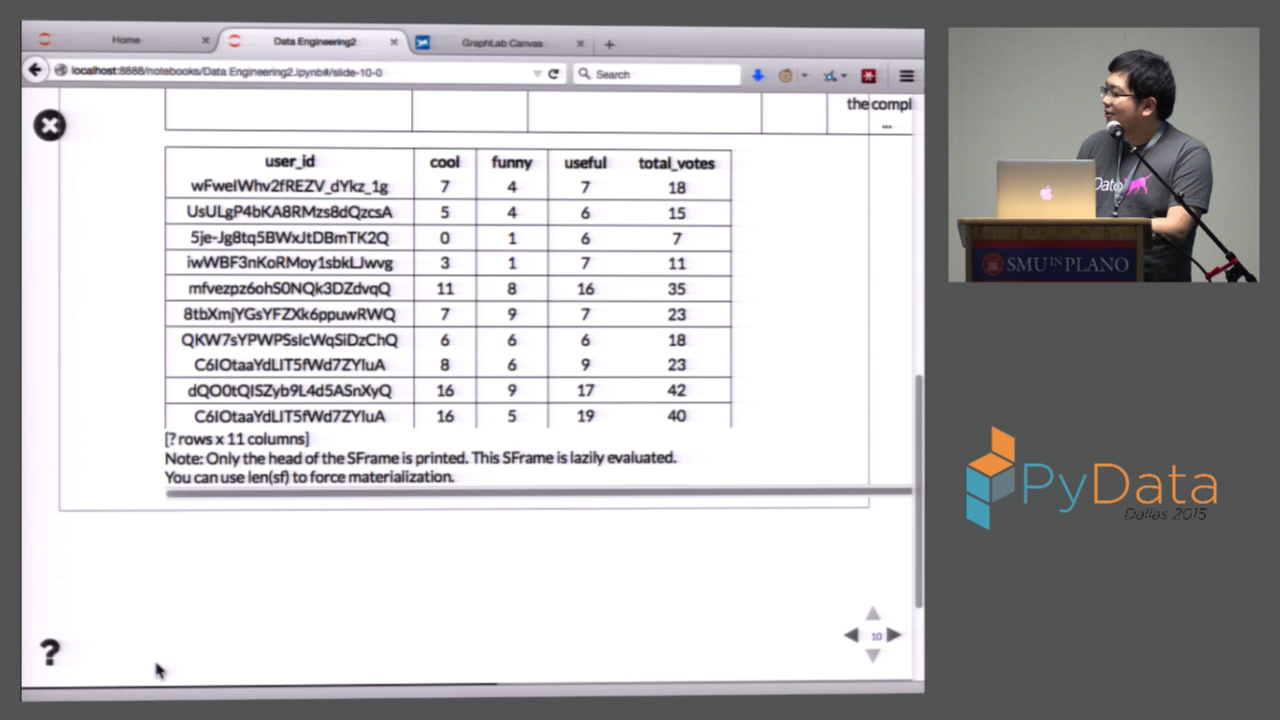 Home
Data Engineering2
GraphLab Canvas
localhost:8888/notebooks/Data Engineering2.ipynb#/slide-10-0
Search
the compl
...
user_id cool funny useful total_votes
wFweIWhv2fREZV_dYkz_1g 7 4 7 18
UsULgP4bKA8RMzs8dQzcsA 5 4 6 15
5je-Jg8tq5BWxJtDBmTK2Q 0 1 6 7
iwWBF3nKoRMoy1sbkLJwvg 3 1 7 11
mfvezpz6ohS0NQk3DZdvqQ 11 8 16 35
8tbXmjYGsYFZXk6ppuwRWQ 7 9 7 23
QKW7sYPWPSslcWqSiDzChQ 6 6 6 18
C6IOtaaYdLIT5fWd7ZYIuA 8 6 9 23
dQO0tQISZyb9L4d5ASnXyQ 16 9 17 42
C6IOtaaYdLIT5fWd7ZYIuA 16 5 19 40
[? rows x 11 columns]
Note: Only the head of the SFrame is printed. This SFrame is lazily evaluated.
You can use len(sf) to force materialization.
10
?
Dato
SMU IN PLANO
PyData
Dallas 2015